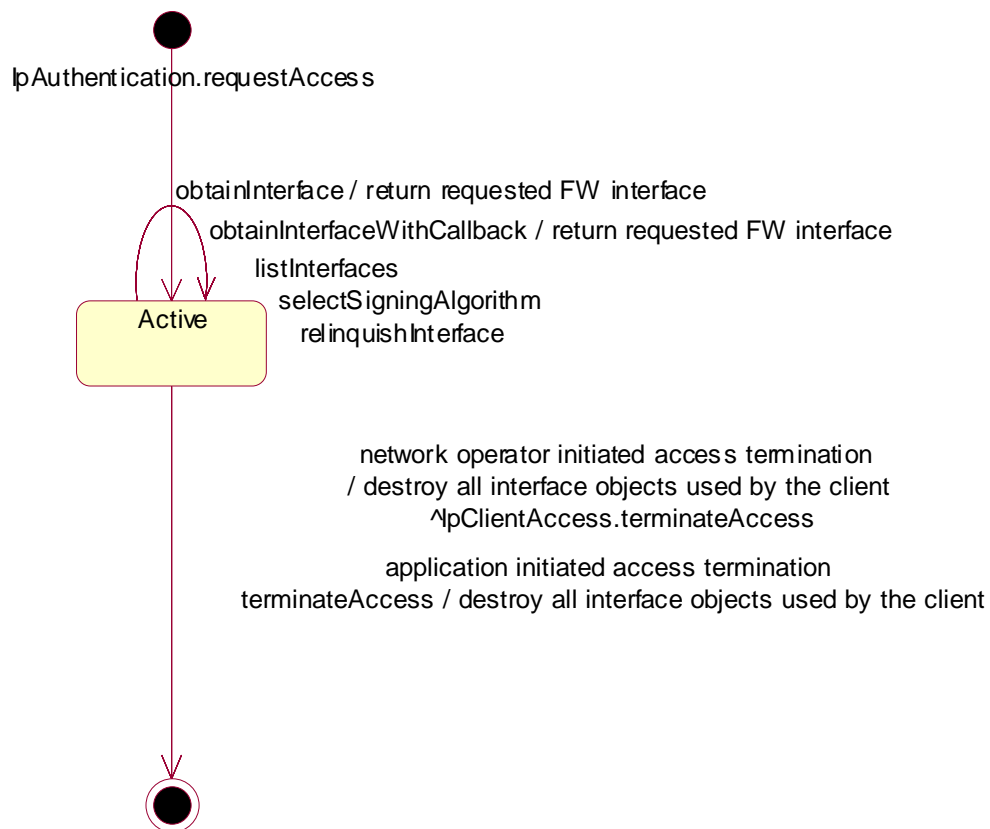 IpAuthentication.requestAccess
obtainInterface / return requested FW interface
obtainInterfaceWithCallback / return requested FW interface
listInterfaces
selectSigningAlgorithm
Active
relinquishInterface
network operator initiated access termination
/ destroy all interface objects used by the client
^IpClientAccess.terminateAccess
application initiated access termination
terminateAccess / destroy all interface objects used by the client